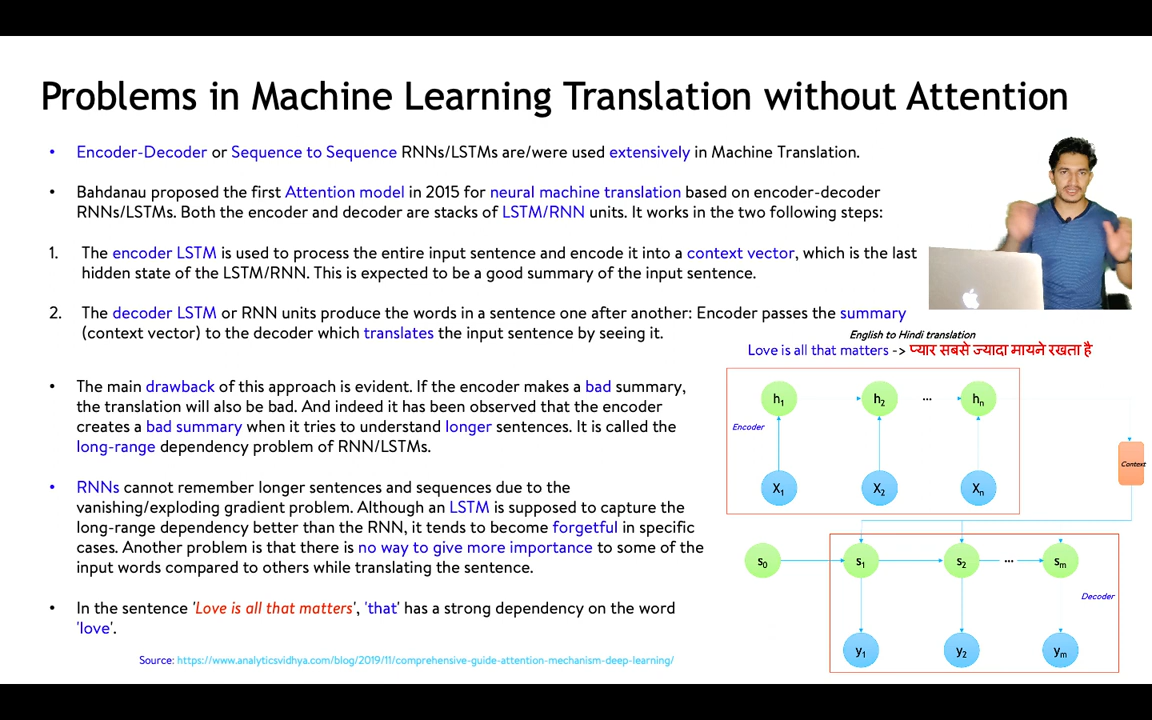 Problems in Machine Learning Translation without Attention
• Encoder-Decoder or Sequence to Sequence RNNs/LSTMs are/were used extensively in Machine Translation.
• Bahdanau proposed the first Attention model in 2015 for neural machine translation based on encoder-decoder
RNNs/LSTMs. Both the encoder and decoder are stacks of LSTM/RNN units. It works in the two following steps:
1. The encoder LSTM is used to process the entire input sentence and encode it into a context vector, which is the last
hidden state of the LSTM/RNN. This is expected to be a good summary of the input sentence.
2. The decoder LSTM or RNN units produce the words in a sentence one after another: Encoder passes the summary
(context vector) to the decoder which translates the input sentence by seeing it.
• The main drawback of this approach is evident. If the encoder makes a bad summary,
the translation will also be bad. And indeed it has been observed that the encoder
creates a bad summary when it tries to understand longer sentences. It is called the
long-range dependency problem of RNN/LSTMs.
• RNNs cannot remember longer sentences and sequences due to the
vanishing/exploding gradient problem. Although an LSTM is supposed to capture the
long-range dependency better than the RNN, it tends to become forgetful in specific
cases. Another problem is that there is no way to give more importance to some of the
input words compared to others while translating the sentence.
• In the sentence 'Love is all that matters', 'that' has a strong dependency on the word
'love'.
Source: https://www.analyticsvidhya.com/blog/2019/11/comprehensive-guide-attention-mechanism-deep-learning/
English to Hindi translation
Love is all that matters -> प्यार सबसे ज्यादा मायने रखता है
h1 h2 ... hn
Encoder
Context
X1 X2 Xn
s0 s1 s2 ... sm
Decoder
y1 y2 ym